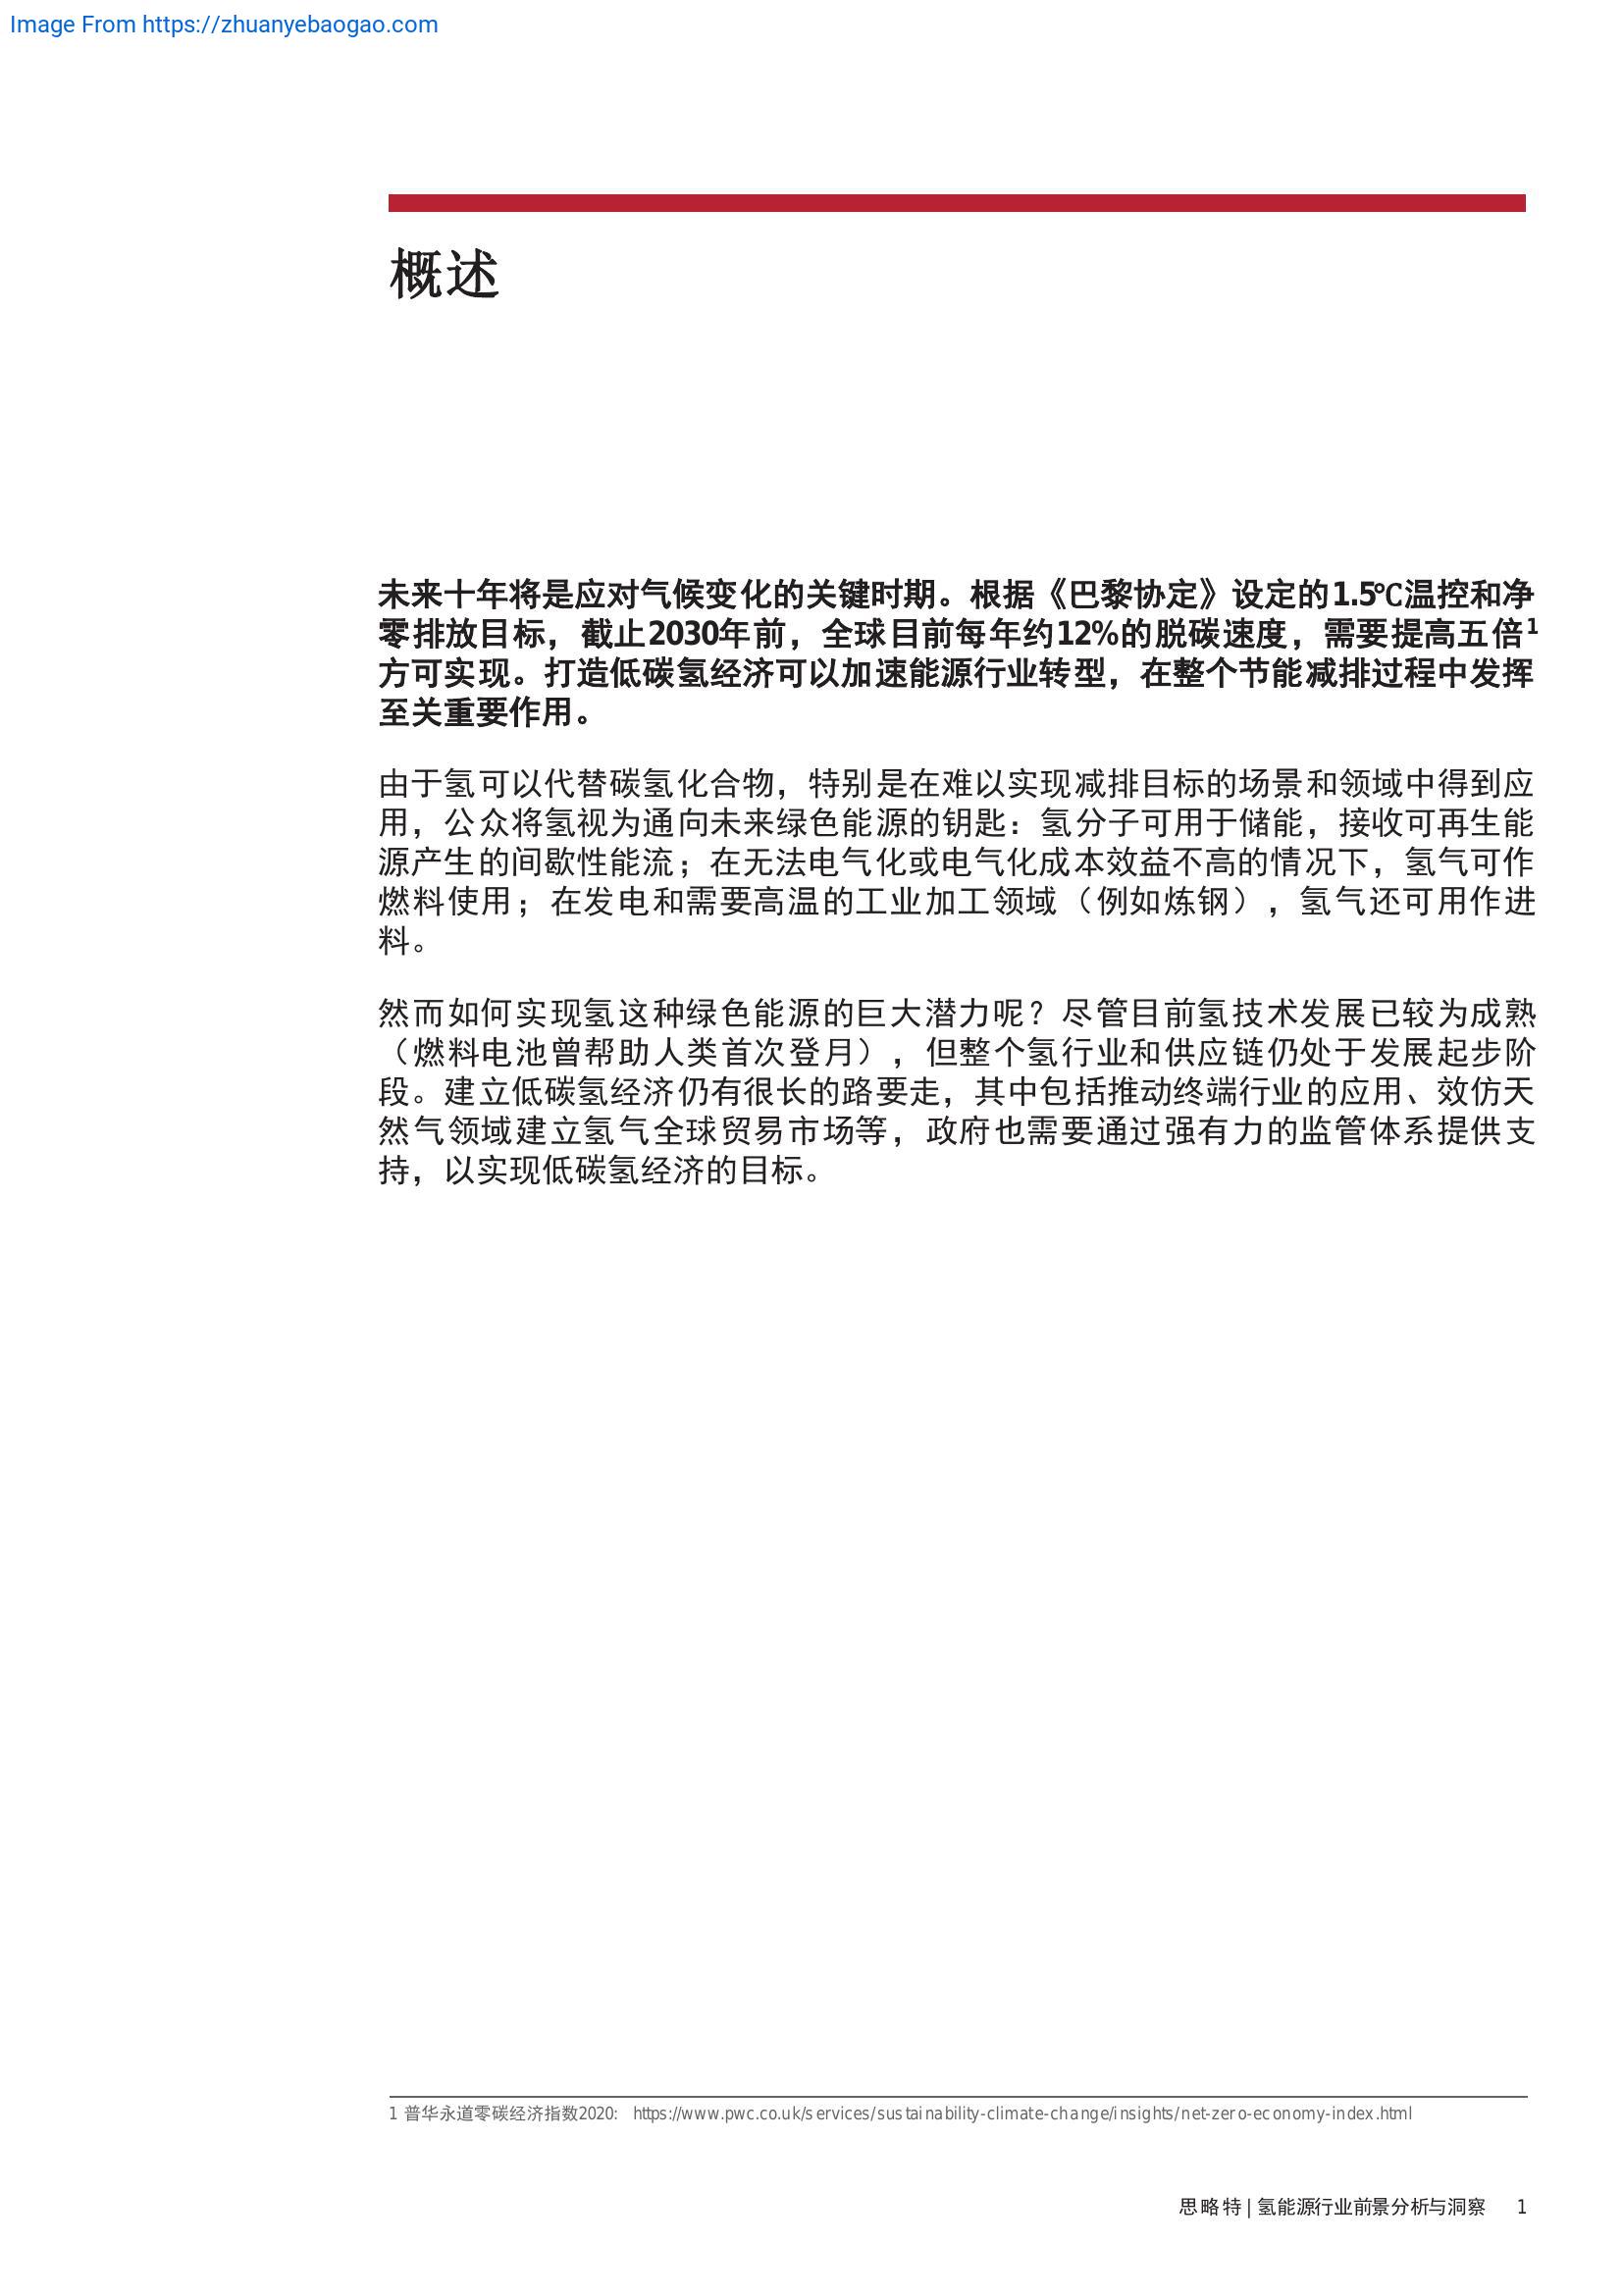 Image From https://zhuanyebaogao.com
概述
未来十年将是应对气候变化的关键时期。根据《巴黎协定》设定的1.5℃温控和净
零排放目标，截止2030年前，全球目前每年约12%的脱碳速度，需要提高五倍1
方可实现。打造低碳氢经济可以加速能源行业转型，在整个节能减排过程中发挥
至关重要作用。
由于氢可以代替碳氢化合物，特别是在难以实现减排目标的场景和领域中得到应
用，公众将氢视为通向未来绿色能源的钥匙：氢分子可用于储能，接收可再生能
源产生的间歇性能流；在无法电气化或电气化成本效益不高的情况下，氢气可作
燃料使用；在发电和需要高温的工业加工领域（例如炼钢），氢气还可用作进
料。
然而如何实现氢这种绿色能源的巨大潜力呢？尽管目前氢技术发展已较为成熟
（燃料电池曾帮助人类首次登月），但整个氢行业和供应链仍处于发展起步阶
段。建立低碳氢经济仍有很长的路要走，其中包括推动终端行业的应用、效仿天
然气领域建立氢气全球贸易市场等，政府也需要通过强有力的监管体系提供支
持，以实现低碳氢经济的目标。
1 普华永道零碳经济指数2020: https://www.pwc.co.uk/services/sustainability-climate-change/insights/net-zero-economy-index.html
思略特|氢能源行业前景分析与洞察 1